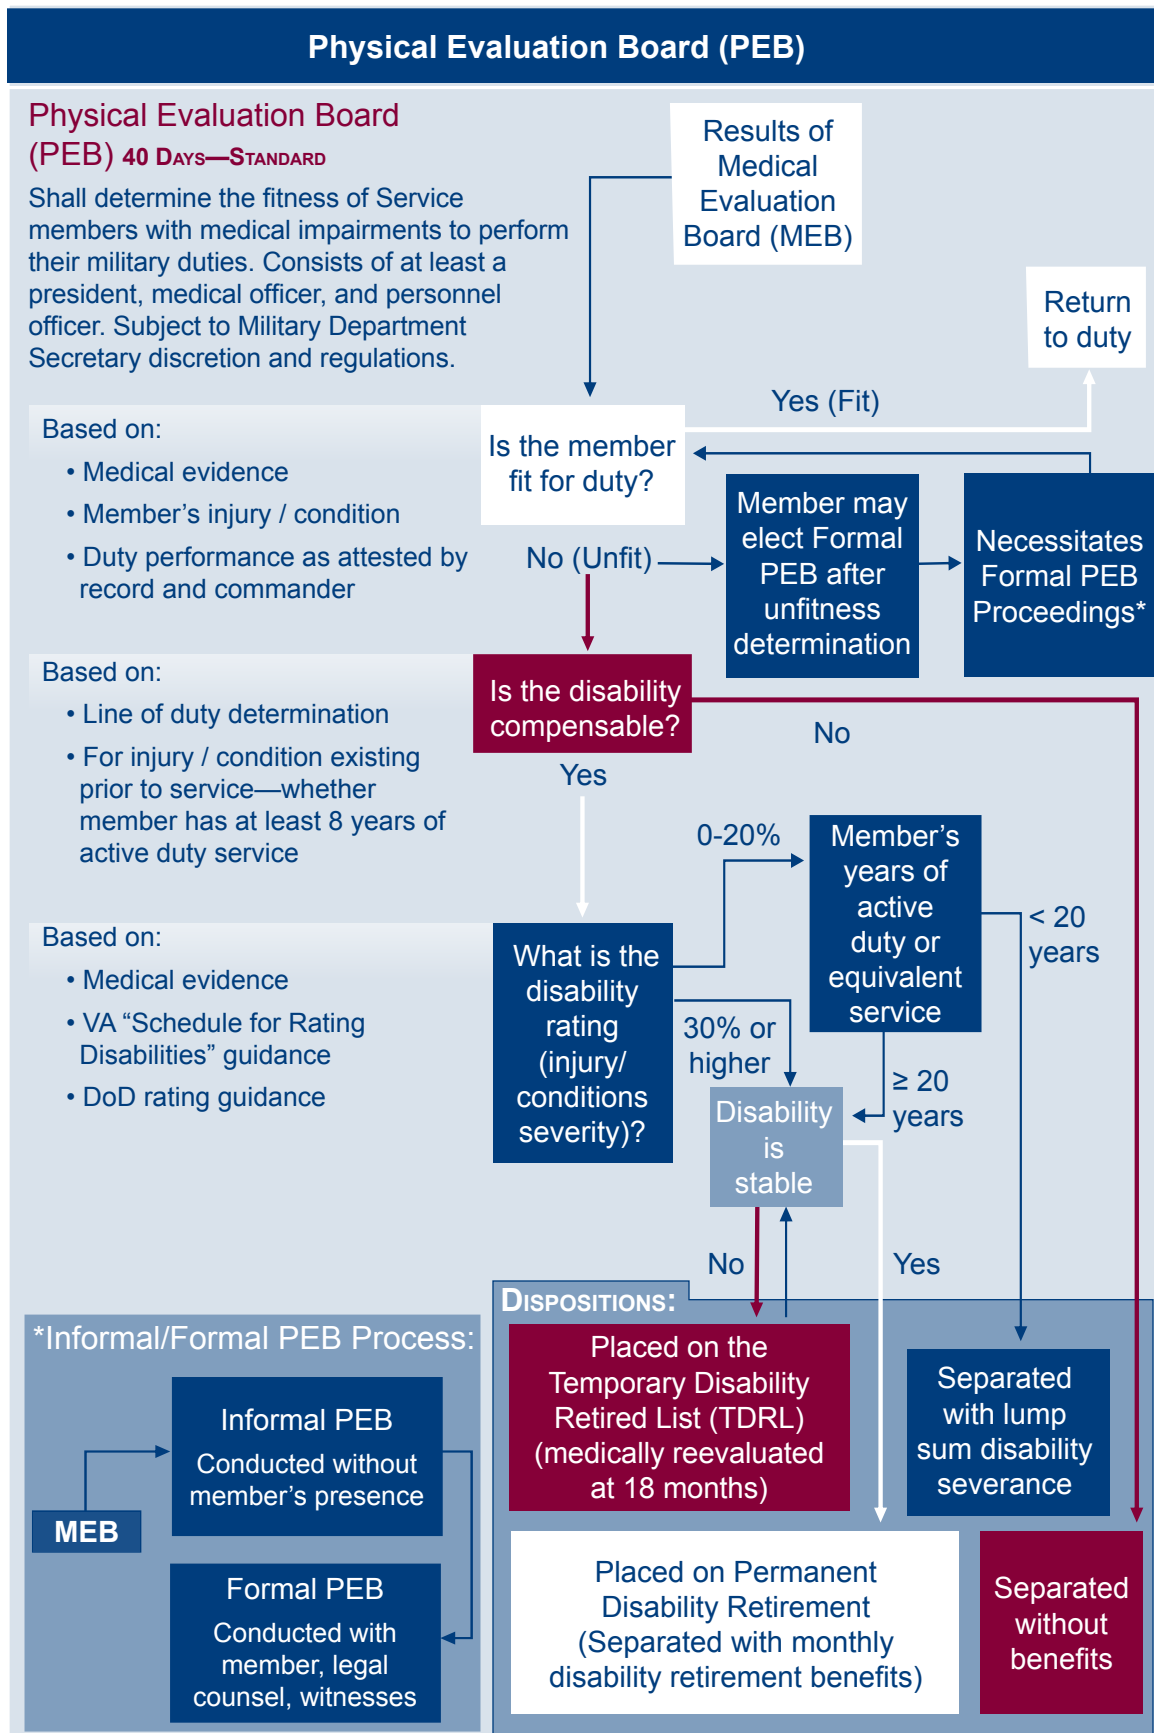 Physical Evaluation Board (PEB)
Physical Evaluation Board
(PEB) 40 Days—Standard
Shall determine the fitness of Service
members with medical impairments to perform
their military duties. Consists of at least a
president, medical officer, and personnel
officer. Subject to Military Department
Secretary discretion and regulations.
Results of
Medical
Evaluation
Board (MEB)
Return
to duty
Yes (Fit)
Based on:
• Medical evidence
• Member’s injury / condition
• Duty performance as attested by
record and commander
Is the member
fit for duty?
No (Unfit)
Member may
elect Formal
PEB after
unfitness
determination
Necessitates
Formal PEB
Proceedings*
Based on:
• Line of duty determination
• For injury / condition existing
prior to service—whether
member has at least 8 years of
active duty service
Is the disability
compensable?
No
Yes
0-20%
Member’s
years of
active
duty or
equivalent
service
< 20
years
Based on:
• Medical evidence
• VA “Schedule for Rating
Disabilities” guidance
• DoD rating guidance
What is the
disability
rating
(injury/
conditions
severity)?
30% or
higher
≥ 20
years
Disability
is
stable
No
Yes
Dispositions:
Placed on the
Temporary Disability
Retired List (TDRL)
(medically reevaluated
at 18 months)
Separated
with lump
sum disability
severance
Placed on Permanent
Disability Retirement
(Separated with monthly
disability retirement benefits)
Separated
without
benefits
*Informal/Formal PEB Process:
Informal PEB
Conducted without
member’s presence
MEB
Formal PEB
Conducted with
member, legal
counsel, witnesses